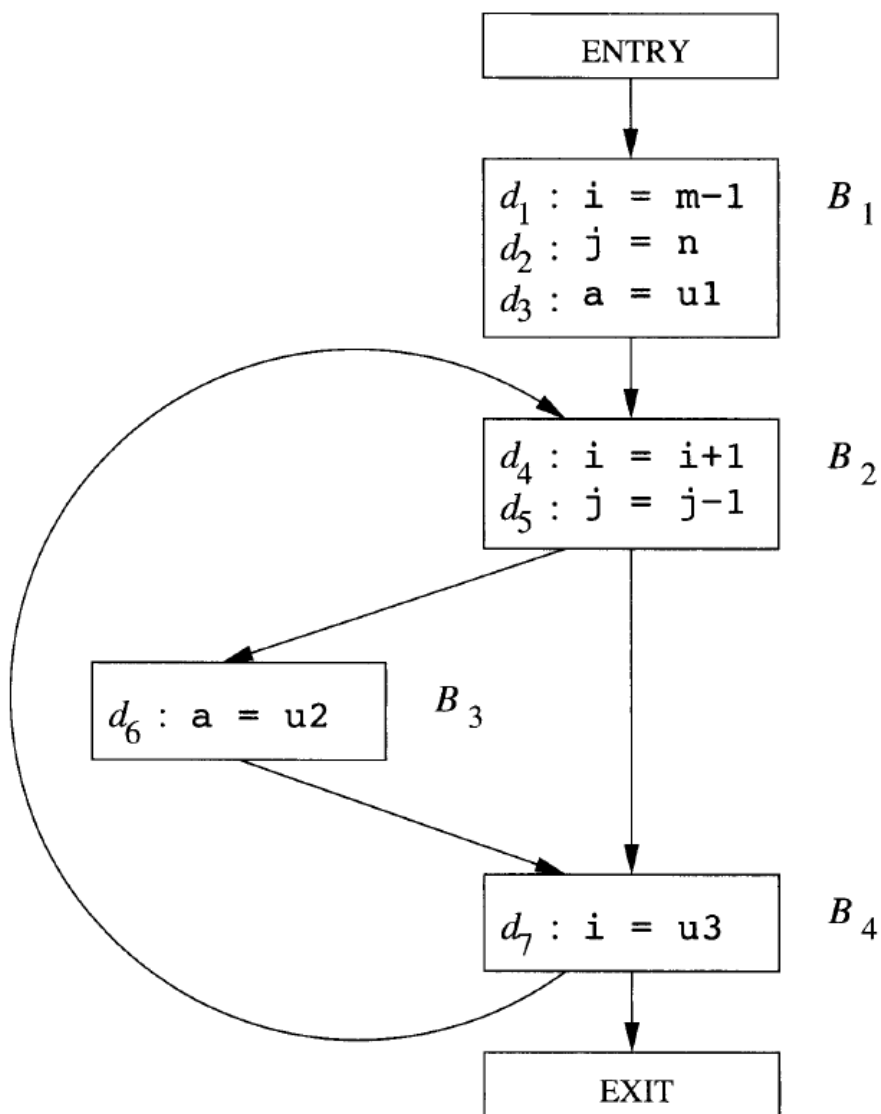 ENTRY
d1 : i = m-1
d2 : j = n
d3 : a = u1
B1
d4 : i = i+1
d5 : j = j-1
B2
d6 : a = u2
B3
d7 : i = u3
B4
EXIT